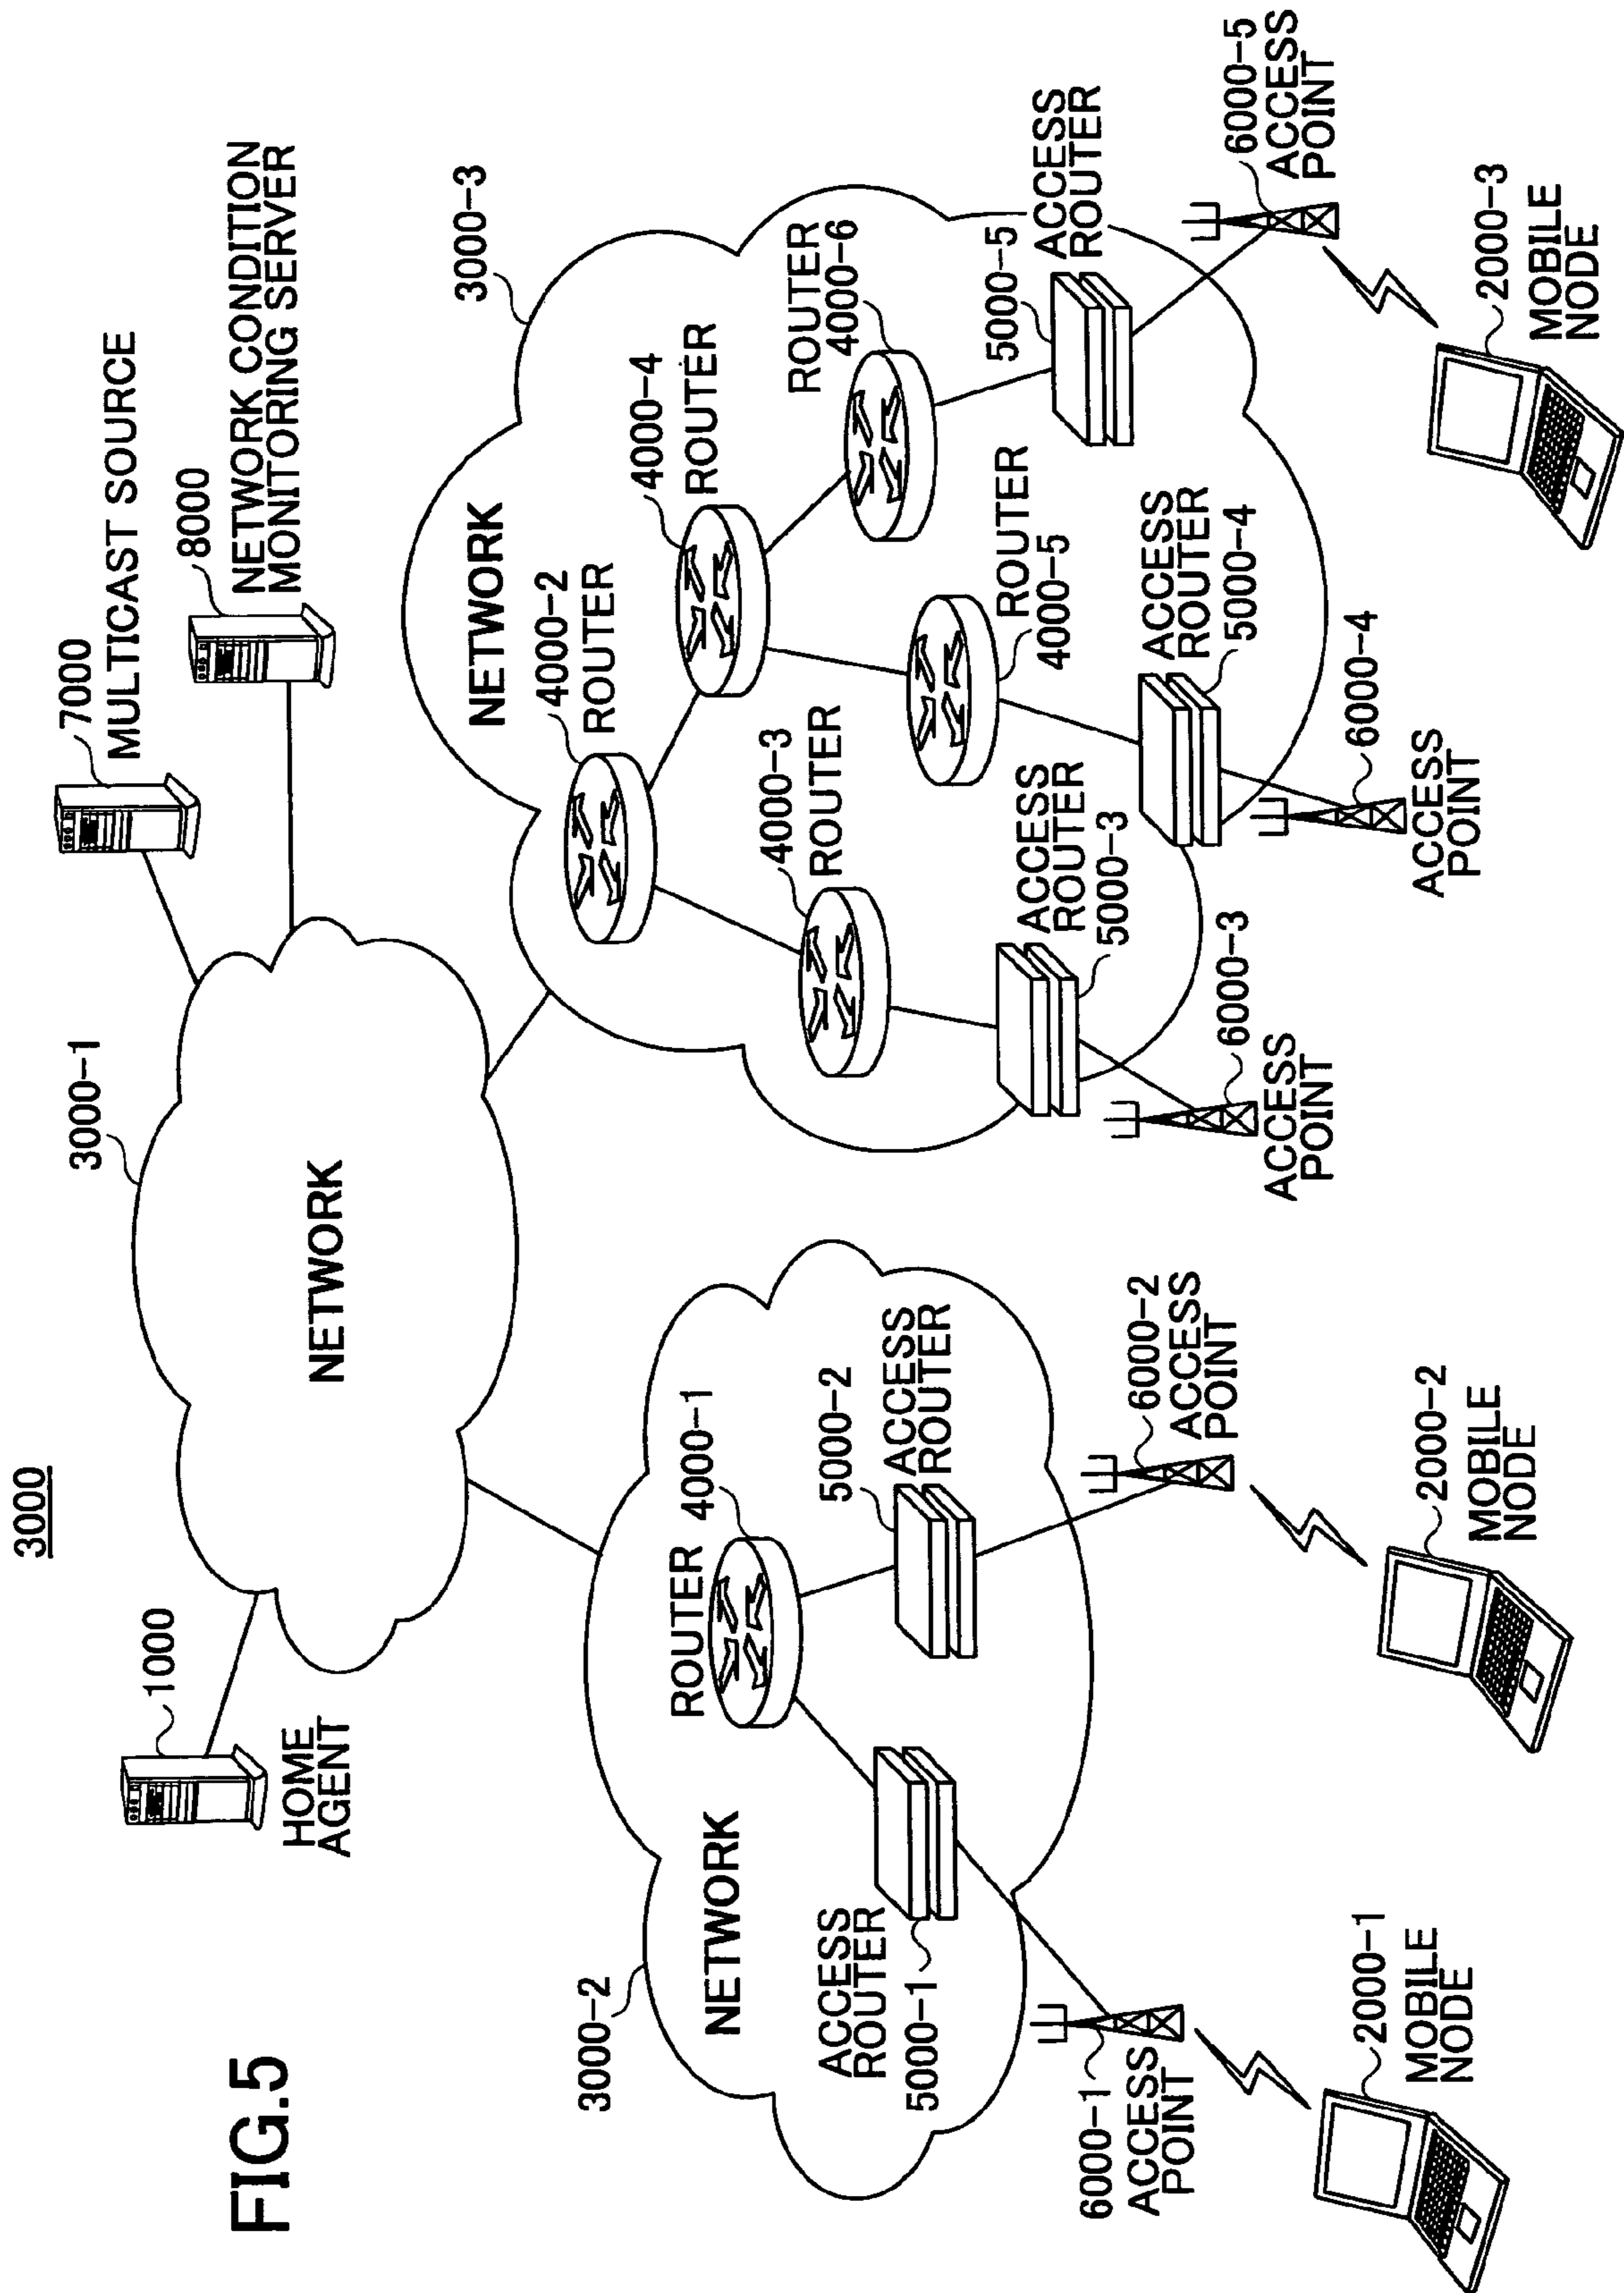 FIG.5
3000
1000
HOME
AGENT
3000-1
NETWORK
7000
MULTICAST SOURCE
8000
NETWORK CONDITION
MONITORING SERVER
3000-2
NETWORK
ROUTER
4000-1
ACCESS
ROUTER
5000-1
5000-2
ACCESS
ROUTER
6000-1
ACCESS
POINT
6000-2
ACCESS
POINT
2000-1
MOBILE
NODE
2000-2
MOBILE
NODE
3000-3
NETWORK
4000-2
ROUTER
4000-4
ROUTER
4000-3
ROUTER
ROUTER
4000-6
ROUTER
4000-5
ACCESS
ROUTER
5000-3
ACCESS
ROUTER
5000-4
5000-5
ACCESS
ROUTER
6000-3
ACCESS
POINT
6000-4
ACCESS
POINT
6000-5
ACCESS
POINT
2000-3
MOBILE
NODE